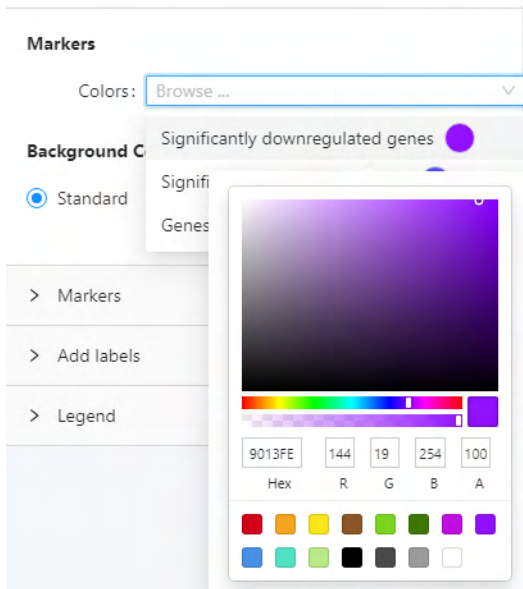 Markers
Colors:
Browse ...
Significantly downregulated genes
Background C
Signifi
Standard
Genes
Markers
Add labels
Legend
9013FE 144 19 254 100
Hex R G B A